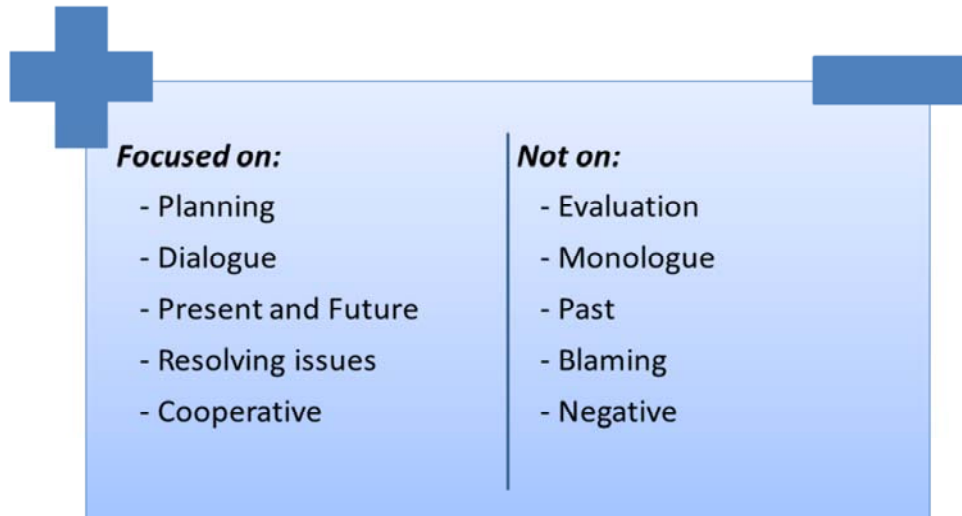 Focused on:
- Planning
- Dialogue
- Present and Future
- Resolving issues
- Cooperative
Not on:
- Evaluation
- Monologue
- Past
- Blaming
- Negative